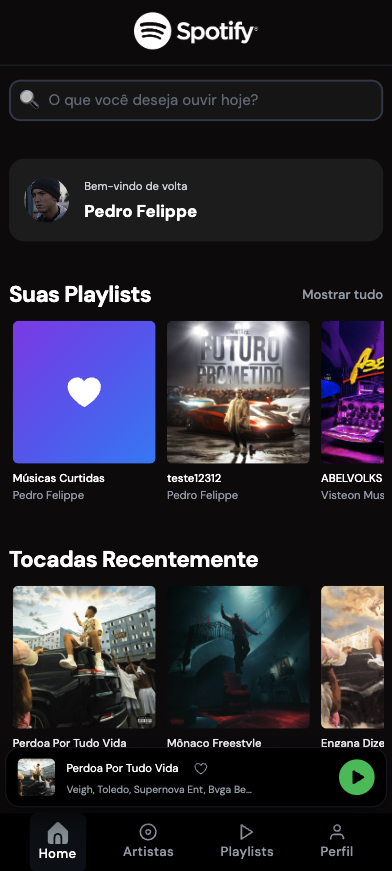 Spotify®
O que você deseja ouvir hoje?
Bem-vindo de volta
Pedro Felippe
Suas Playlists
Mostrar tudo
FUTURO
PROMETIDO
Músicas Curtidas
teste12312
ABELVOLKS
Pedro Felippe
Pedro Felippe
Visteon Mus
Tocadas Recentemente
Perdoa Por Tudo Vida
Mônaco Freestyle
Engana Dize
Perdoa Por Tudo Vida
Veigh, Toledo, Supernova Ent, Bvga Be...
Home
Artistas
Playlists
Perfil